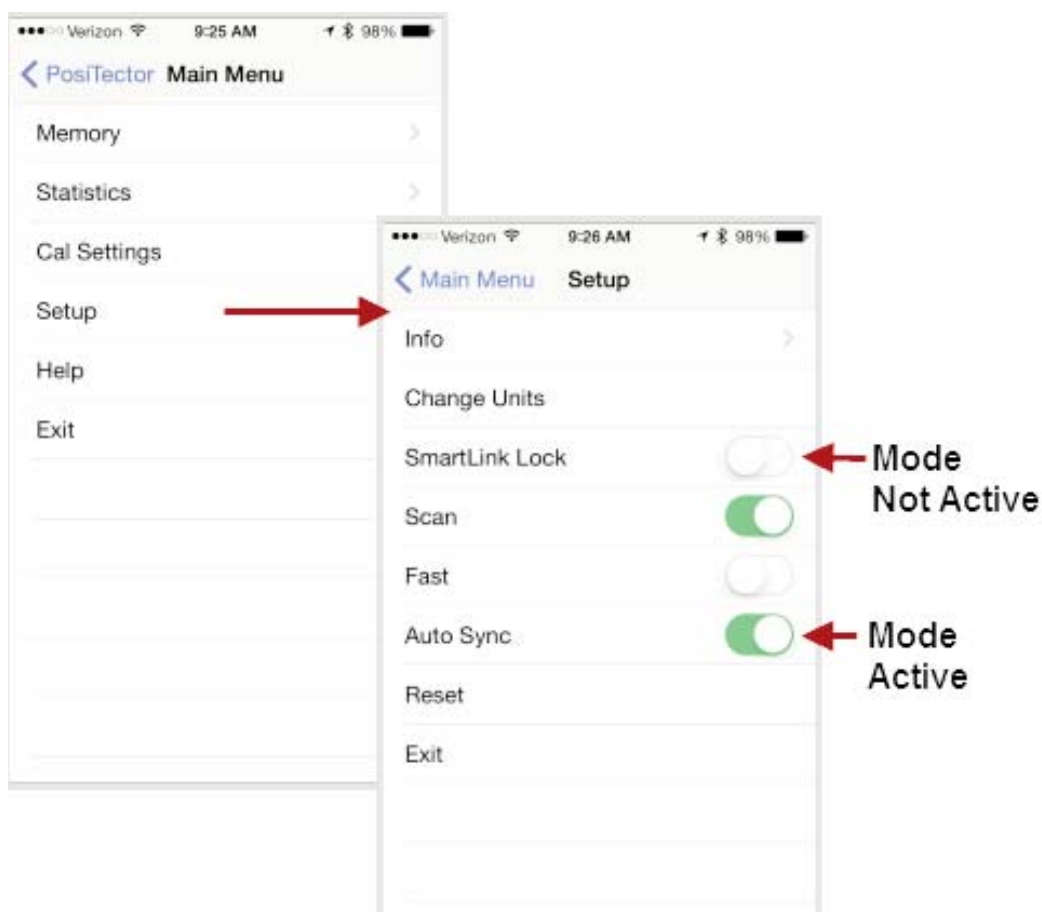 Verizon 9:25 AM 98%
PosiTector Main Menu
Memory
Statistics
Cal Settings
Setup
Help
Exit
Verizon 9:26 AM 98%
Main Menu Setup
Info
Change Units
SmartLink Lock
Scan
Fast
Auto Sync
Reset
Exit
Mode
Not Active
Mode
Active